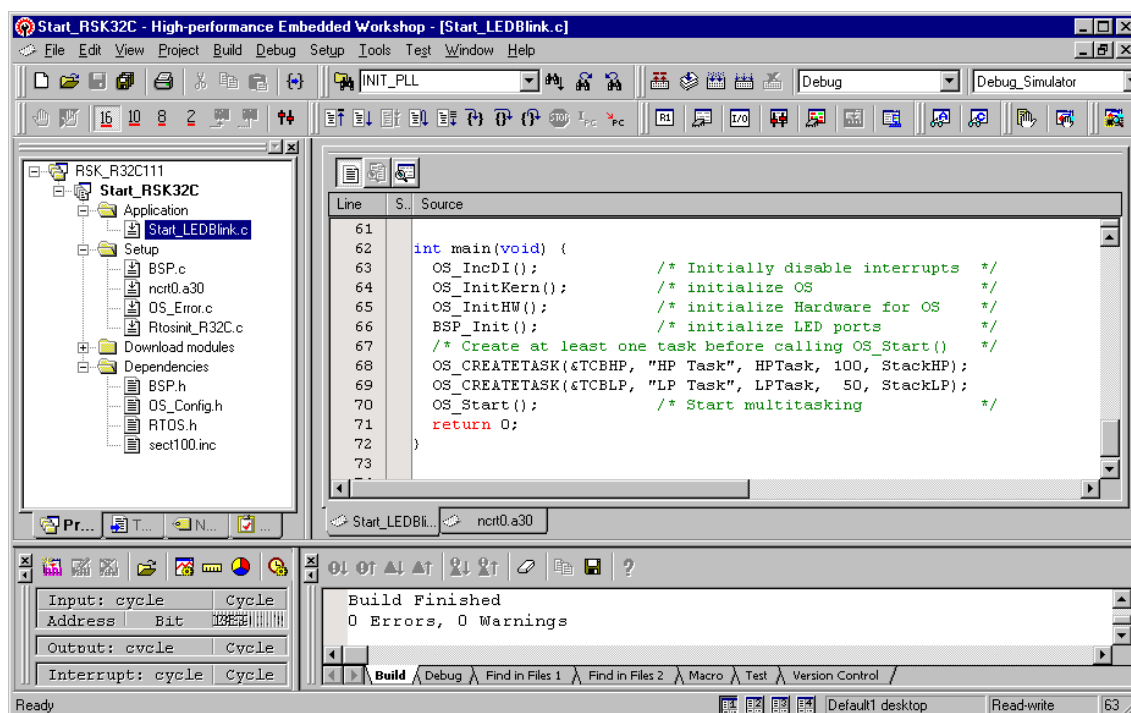 Start_RSK32C - High-performance Embedded Workshop - [Start_LEDBlink.c]
File Edit View Project Build Debug Setup Tools Test Window Help
INIT_PLL Debug Debug_Simulator
16 10 8 2 STOP PC PC R1 I/O
RSK_R32C111
Start_RSK32C
Application
Start_LEDBlink.c
Setup
BSP.c
ncrt0.a30
OS_Error.c
Rtosinit_R32C.c
Download modules
Dependencies
BSP.h
OS_Config.h
RTOS.h
sect100.inc
Pr... T... N... ...
Line S.. Source
61
62 int main(void) {
63 OS_IncDI(); /* Initially disable interrupts */
64 OS_InitKern(); /* initialize OS */
65 OS_InitHW(); /* initialize Hardware for OS */
66 BSP_Init(); /* initialize LED ports */
67 /* Create at least one task before calling OS_Start() */
68 OS_CREATETASK(&TCBHP, "HP Task", HPTask, 100, StackHP);
69 OS_CREATETASK(&TCBLP, "LP Task", LPTask, 50, StackLP);
70 OS_Start(); /* Start multitasking */
71 return 0;
72 }
73
Start_LEDBli... ncrt0.a30
Input: cycle Cycle
Address Bit
Output: cycle Cycle
Interrupt: cycle Cycle
Build Finished
0 Errors, 0 Warnings
Build Debug Find in Files 1 Find in Files 2 Macro Test Version Control
Ready Default1 desktop Read-write 63